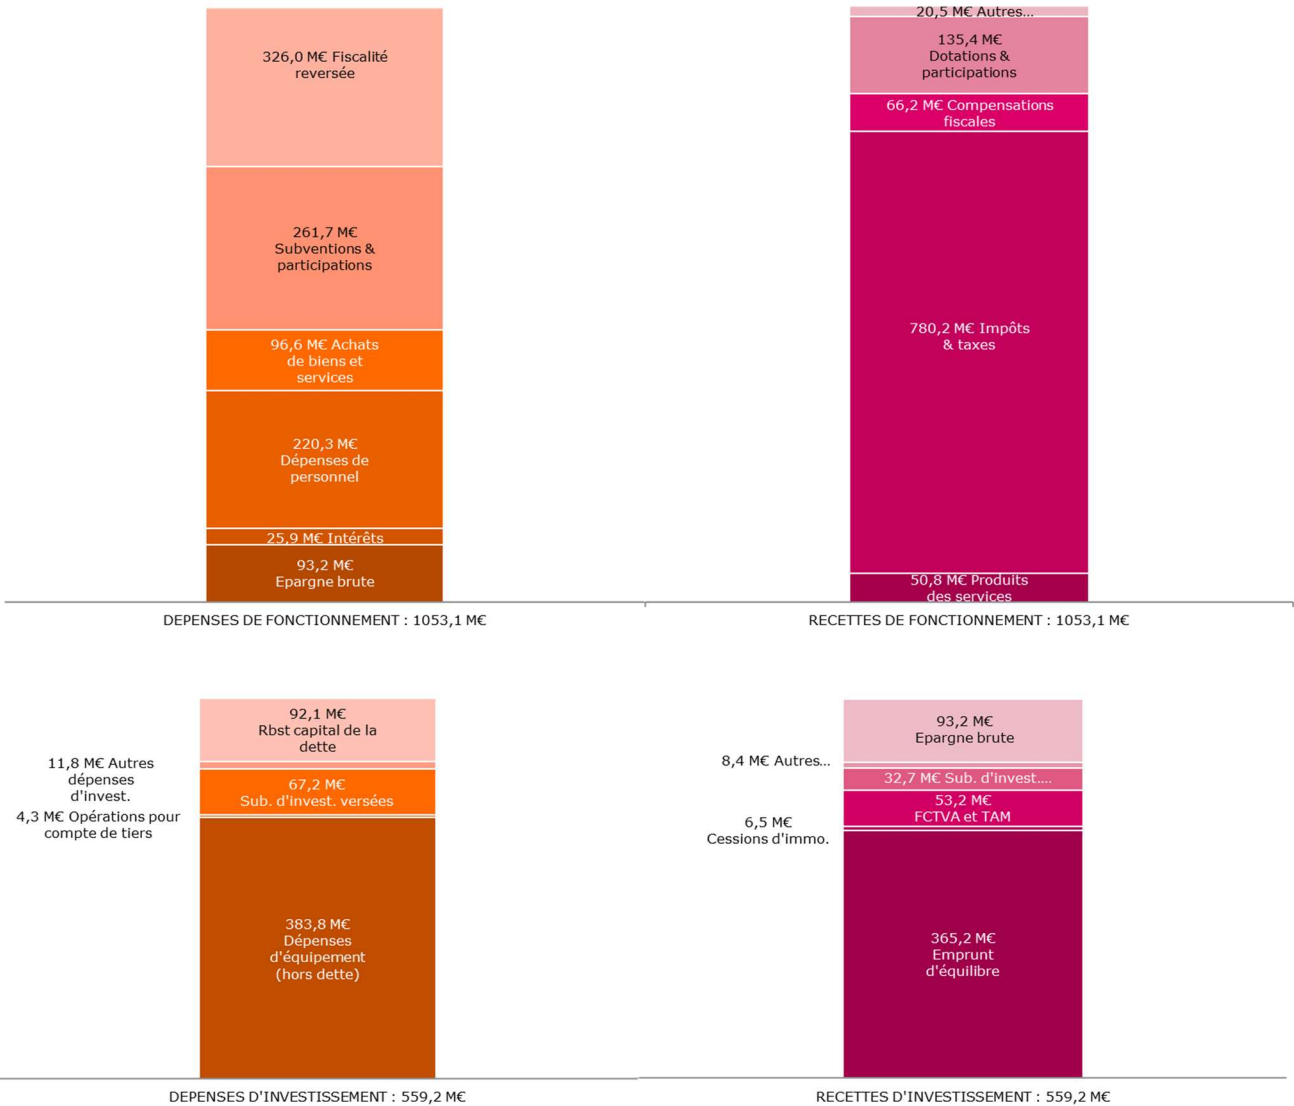 326,0 M€ Fiscalité
reversée
261,7 M€
Subventions &
participations
96,6 M€ Achats
de biens et
services
220,3 M€
Dépenses de
personnel
25,9 M€ Intérêts
93,2 M€
Epargne brute
DEPENSES DE FONCTIONNEMENT : 1053,1 M€
20,5 M€ Autres...
135,4 M€
Dotations &
participations
66,2 M€ Compensations
fiscales
780,2 M€ Impôts
& taxes
50,8 M€ Produits
des services
RECETTES DE FONCTIONNEMENT : 1053,1 M€
92,1 M€
Rbst capital de la
dette
11,8 M€ Autres
dépenses
d'invest.
67,2 M€
Sub. d'invest. versées
4,3 M€ Opérations pour
compte de tiers
383,8 M€
Dépenses
d'équipement
(hors dette)
DEPENSES D'INVESTISSEMENT : 559,2 M€
93,2 M€
Epargne brute
8,4 M€ Autres...
32,7 M€ Sub. d'invest....
53,2 M€
FCTVA et TAM
6,5 M€
Cessions d'immo.
365,2 M€
Emprunt
d'équilibre
RECETTES D'INVESTISSEMENT : 559,2 M€